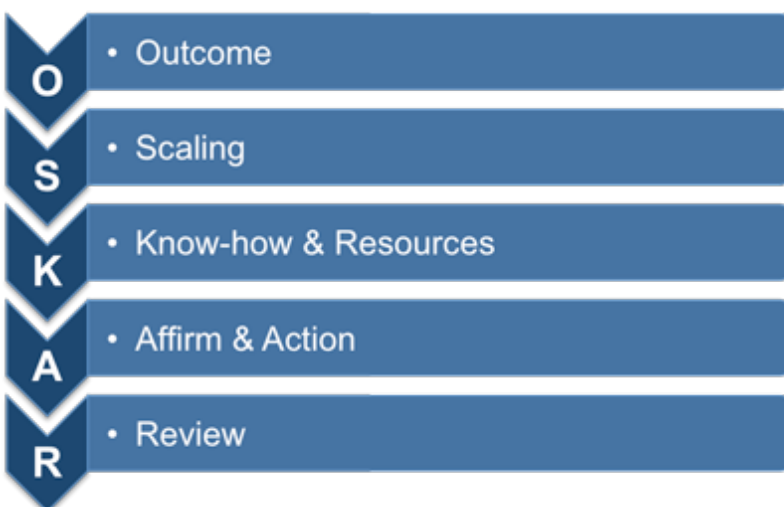 O
• Outcome
S
• Scaling
K
• Know-how & Resources
A
• Affirm & Action
R
• Review